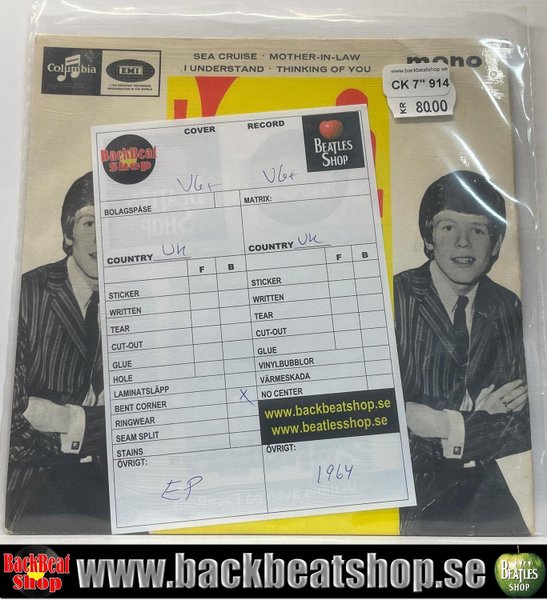 Columbia
EMI
SEA CRUISE · MOTHER-IN-LAW
I UNDERSTAND · THINKING OF YOU
mono
www.backbeatshop.se
CK 7" 914
KR 80.00
COVER RECORD
BackBeat
Shop
BEATLES
SHOP
VG+ VG+
BOLAGSPÅSE MATRIX:
COUNTRY UK COUNTRY UK
F B F B
STICKER STICKER
WRITTEN WRITTEN
TEAR TEAR
CUT-OUT CUT-OUT
GLUE GLUE
HOLE VINYLBUBBLOR
LAMINATSLÄPP VÄRMESKADA
BENT CORNER X NO CENTER
RINGWEAR
SEAM SPLIT
STAINS
www.backbeatshop.se
www.beatlesshop.se
ÖVRIGT: ÖVRIGT:
EP 1964
BackBeat
Shop
www.backbeatshop.se
BEATLES
SHOP